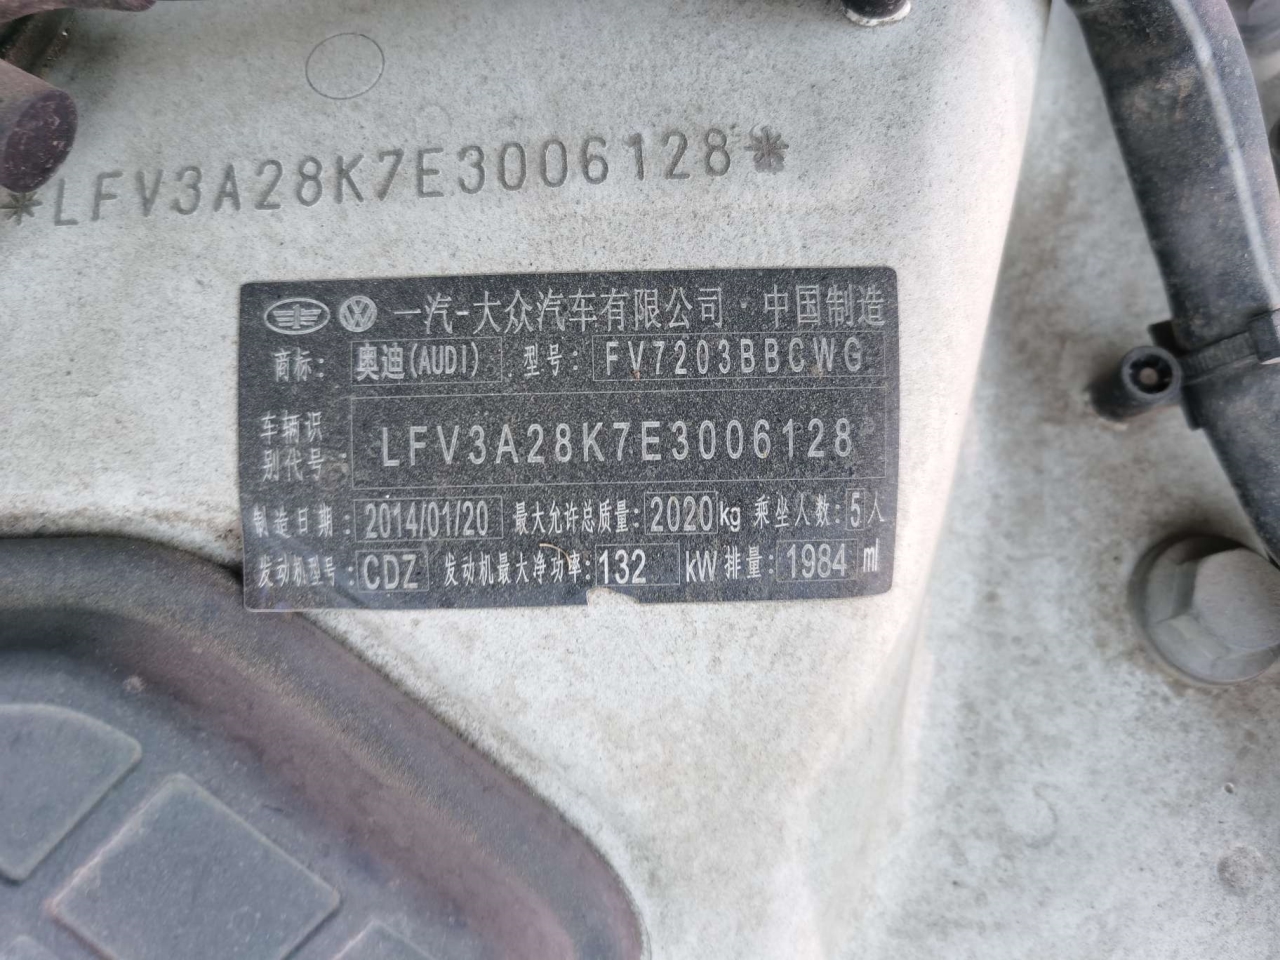 *LFV3A28K7E3006128*
一汽-大众汽车有限公司·中国制造
商标: 奥迪(AUDI) 型号: FV7203BBCWG
车辆识别代号: LFV3A28K7E3006128
制造日期: 2014/01/20 最大允许总质量: 2020kg 乘坐人数: 5人
发动机型号: CDZ 发动机最大净功率: 132 kW 排量: 1984 ml